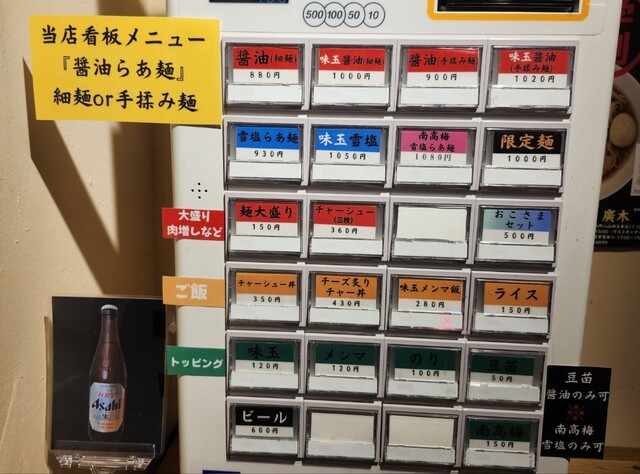 500 100 50 10
当店看板メニュー
『醤油らあ麺』
細麺or手揉み麺
醤油(細麺)
880円
味玉醤油(細麺)
1000円
醤油(手揉み麺)
900円
味玉醤油
(手揉み麺)
1020円
雪塩らあ麺
930円
味玉雪塩
1050円
南高梅
雪塩らあ麺
1080円
限定麺
1000円
大盛り
肉増しなど
麺大盛り
150円
チャーシュー
(三枚)
360円
おこさま
セット
500円
ご飯
チャーシュー丼
350円
チーズ炙り
チャー丼
430円
味玉メンマ飯
280円
ライス
150円
トッピング
味玉
120円
メンマ
120円
のり
100円
豆苗
50円
豆苗
醤油のみ可
※
南高梅
雪塩のみ可
ビール
600円
南高梅
150円
Asahi
廣木